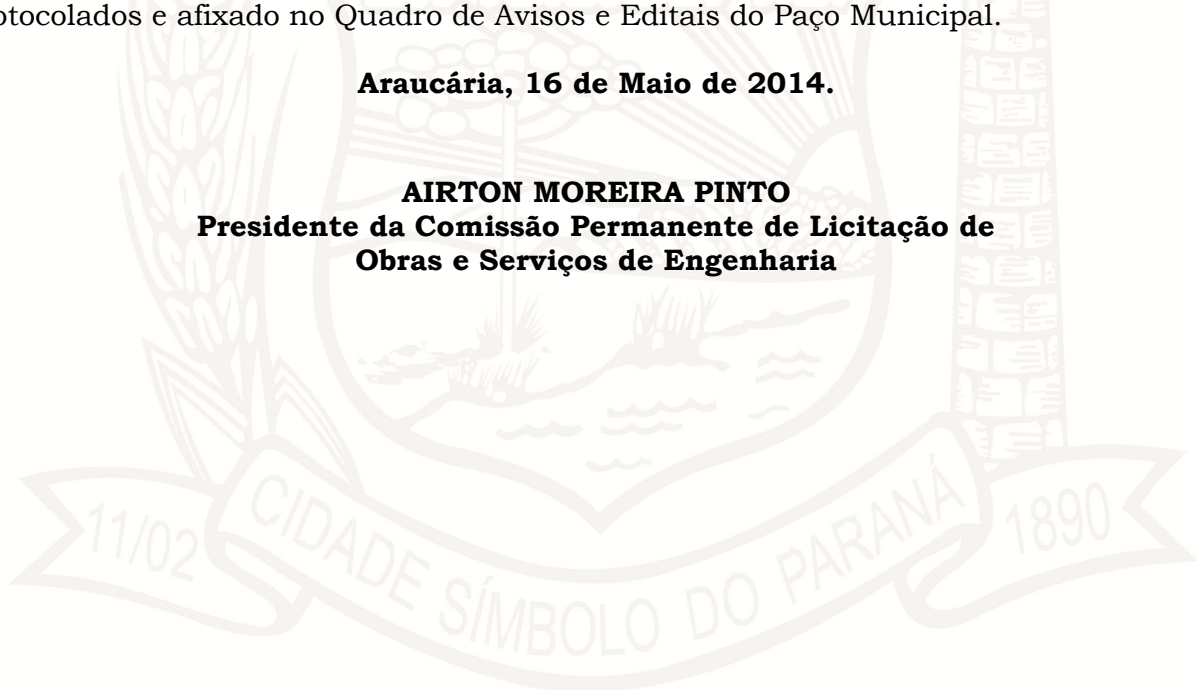 otocolados e afixado no Quadro de Avisos e Editais do Paço Municipal.
Araucária, 16 de Maio de 2014.
AIRTON MOREIRA PINTO
Presidente da Comissão Permanente de Licitação de
Obras e Serviços de Engenharia
11/02 CIDADE SÍMBOLO DO PARANÁ 1890